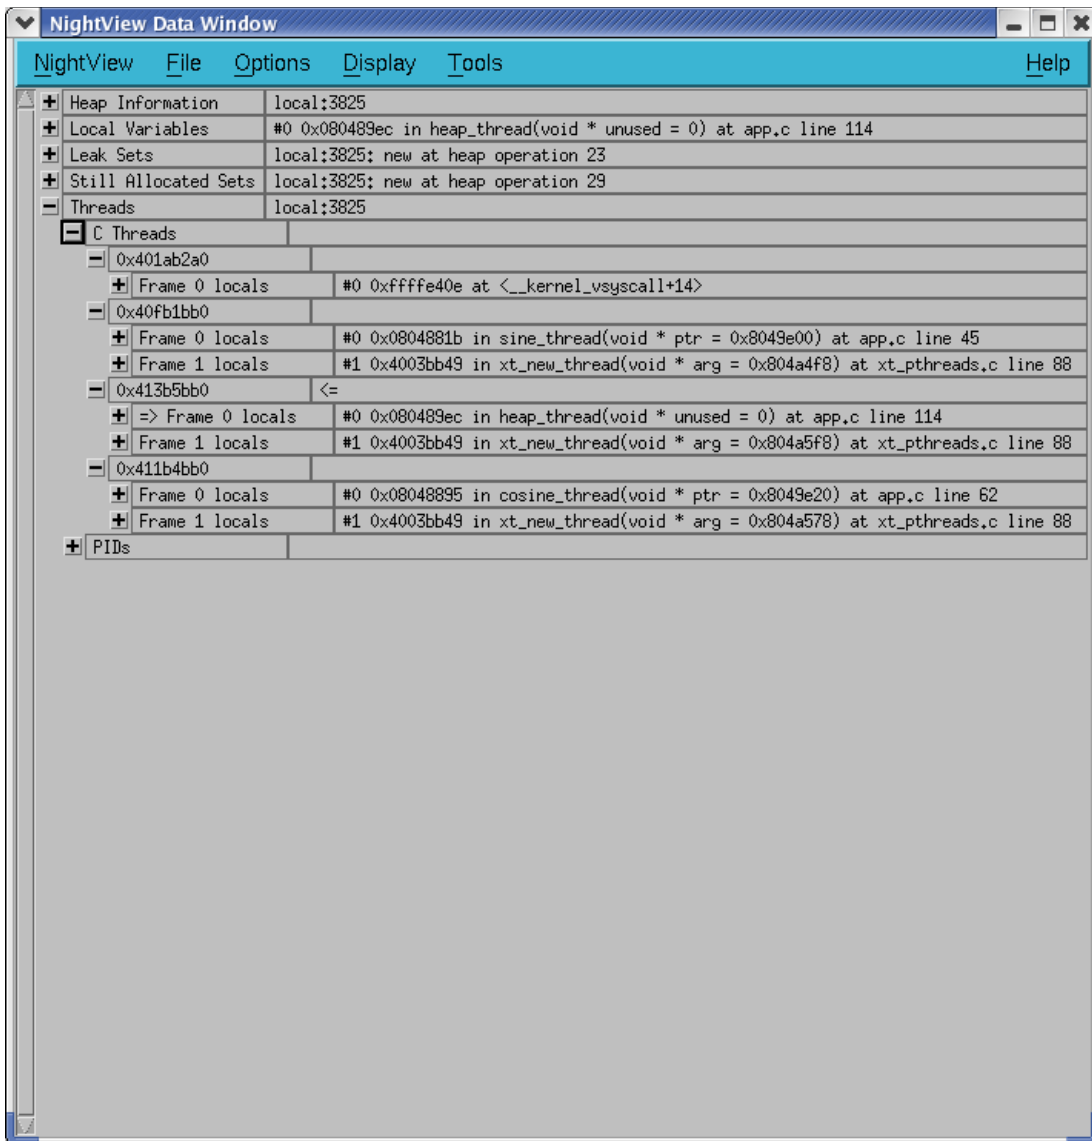 NightView Data Window
NightView File Options Display Tools Help
+ Heap Information local:3825
+ Local Variables #0 0x080489ec in heap_thread(void * unused = 0) at app.c line 114
+ Leak Sets local:3825: new at heap operation 23
+ Still Allocated Sets local:3825: new at heap operation 29
- Threads local:3825
- C Threads
- 0x401ab2a0
+ Frame 0 locals #0 0xffffe40e at <__kernel_vsyscall+14>
- 0x40fb1bb0
+ Frame 0 locals #0 0x0804881b in sine_thread(void * ptr = 0x8049e00) at app.c line 45
+ Frame 1 locals #1 0x4003bb49 in xt_new_thread(void * arg = 0x804a4f8) at xt_pthreads.c line 88
- 0x413b5bb0 <=
+ => Frame 0 locals #0 0x080489ec in heap_thread(void * unused = 0) at app.c line 114
+ Frame 1 locals #1 0x4003bb49 in xt_new_thread(void * arg = 0x804a5f8) at xt_pthreads.c line 88
- 0x411b4bb0
+ Frame 0 locals #0 0x08048895 in cosine_thread(void * ptr = 0x8049e20) at app.c line 62
+ Frame 1 locals #1 0x4003bb49 in xt_new_thread(void * arg = 0x804a578) at xt_pthreads.c line 88
+ PIDs